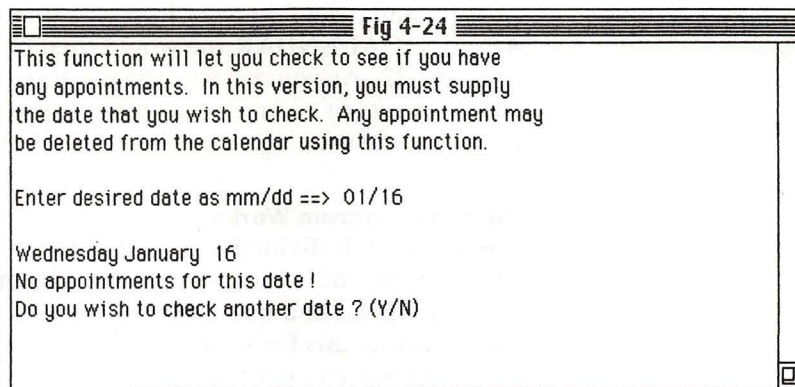 Fig 4-24
This function will let you check to see if you have
any appointments. In this version, you must supply
the date that you wish to check. Any appointment may
be deleted from the calendar using this function.
Enter desired date as mm/dd ==> 01/16
Wednesday January 16
No appointments for this date !
Do you wish to check another date ? (Y/N)